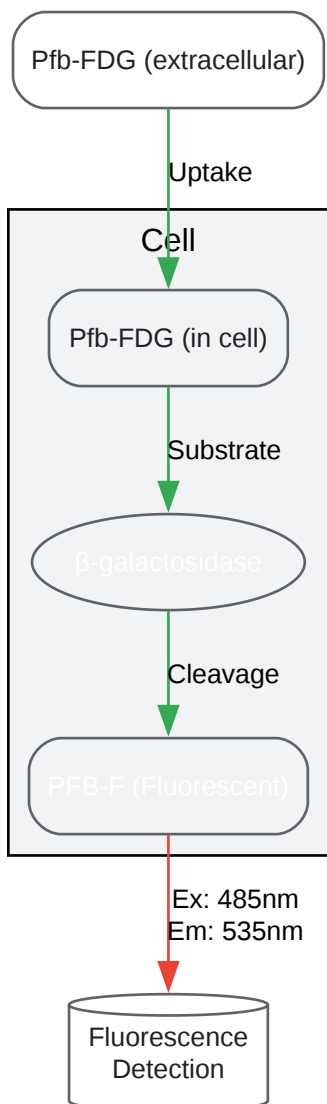 Pfb-FDG (extracellular)
Uptake
Cell
Pfb-FDG (in cell)
Substrate
β-galactosidase
Cleavage
PFB-F (Fluorescent)
Ex: 485nm
Em: 535nm
Fluorescence
Detection